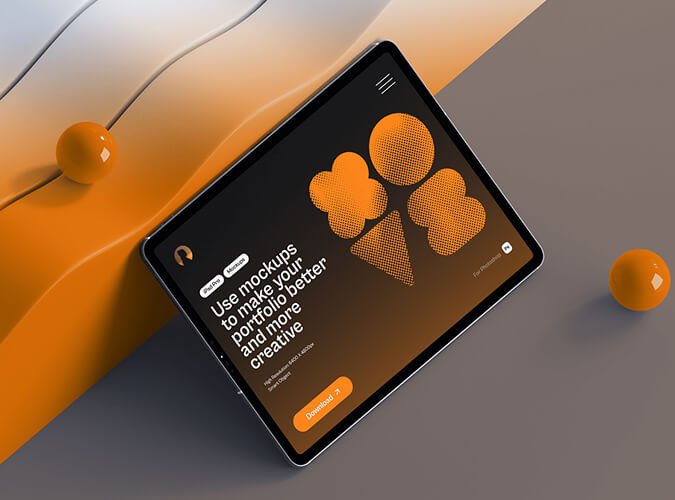 iPad Pro
Mockups
Use mockups
to make your
portfolio better
and more
creative
High Resolution 6400 X 4800px
Smart Object
Download
For Photoshop
Ps